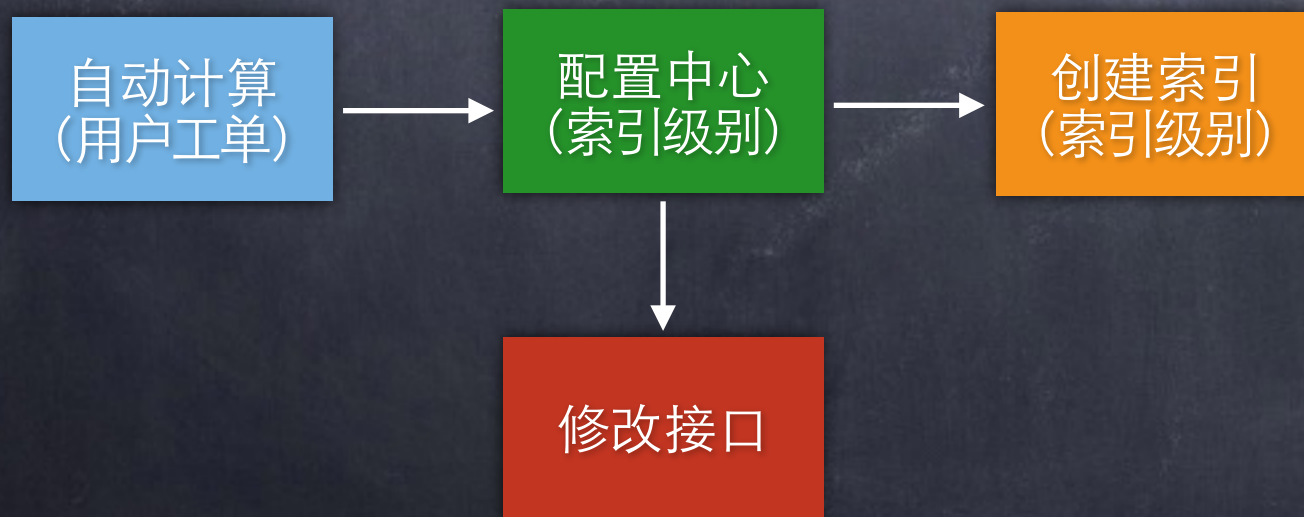 自动计算
（用户工单）
配置中心
（索引级别）
创建索引
（索引级别）
修改接口